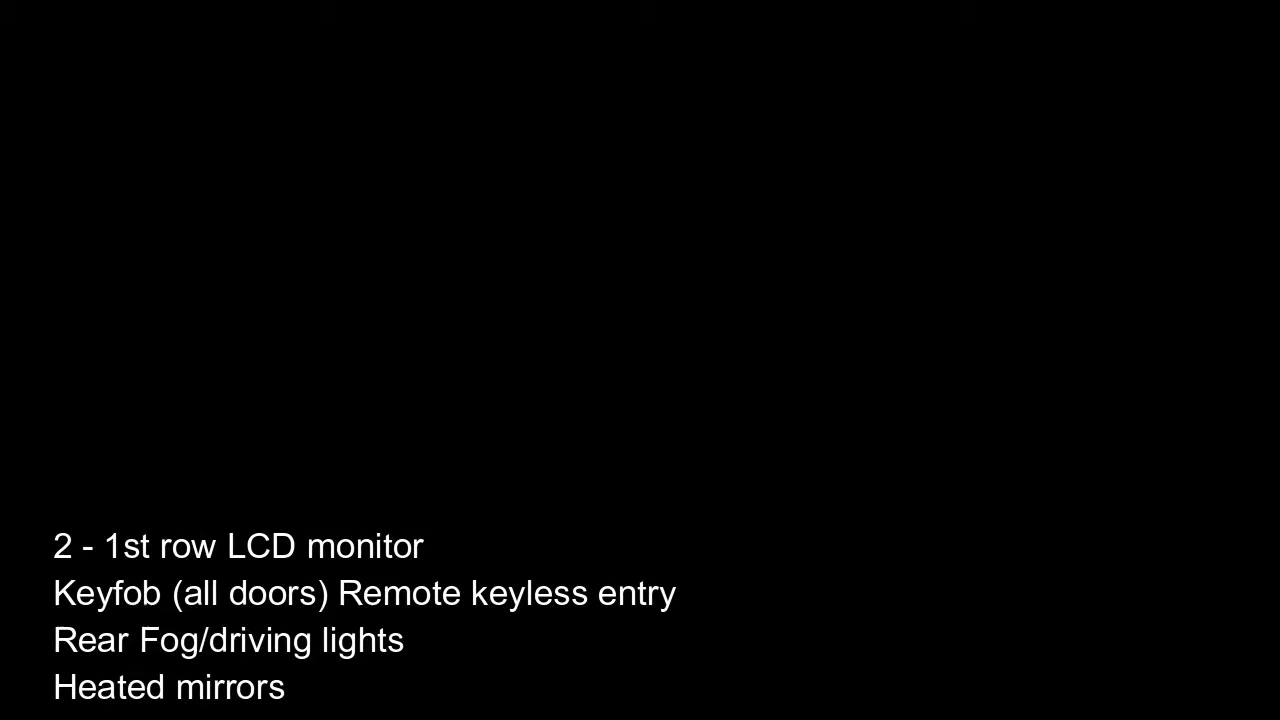 2 - 1st row LCD monitor
Keyfob (all doors) Remote keyless entry
Rear Fog/driving lights
Heated mirrors